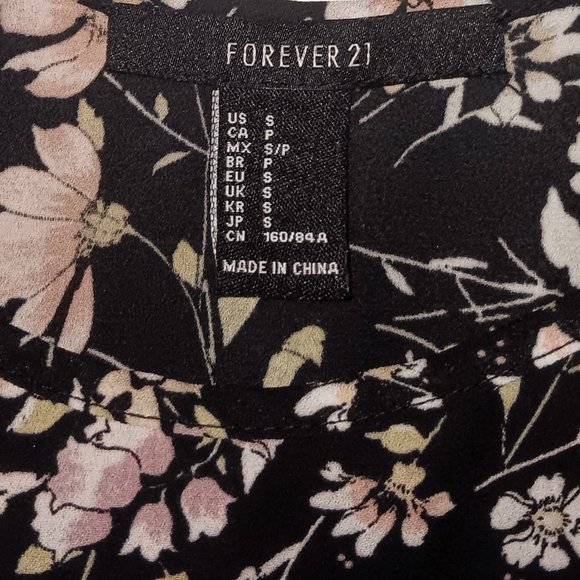 FOREVER 21
US S
CA P
MX S/P
BR P
EU S
UK S
KR S
JP S
CN 160/84A
MADE IN CHINA